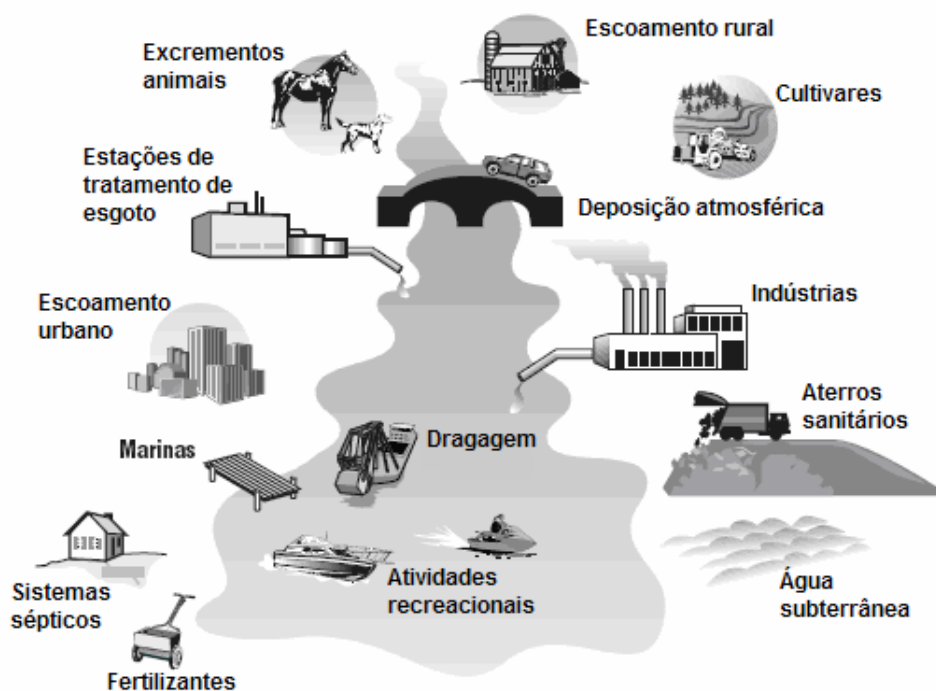 Escoamento rural
Excrementos
animais
Cultivares
Estações de
tratamento de
esgoto
Deposição atmosférica
Indústrias
Escoamento
urbano
Aterros
sanitários
Dragagem
Marinas
Atividades
recreacionais
Água
subterrânea
Sistemas
sépticos
Fertilizantes